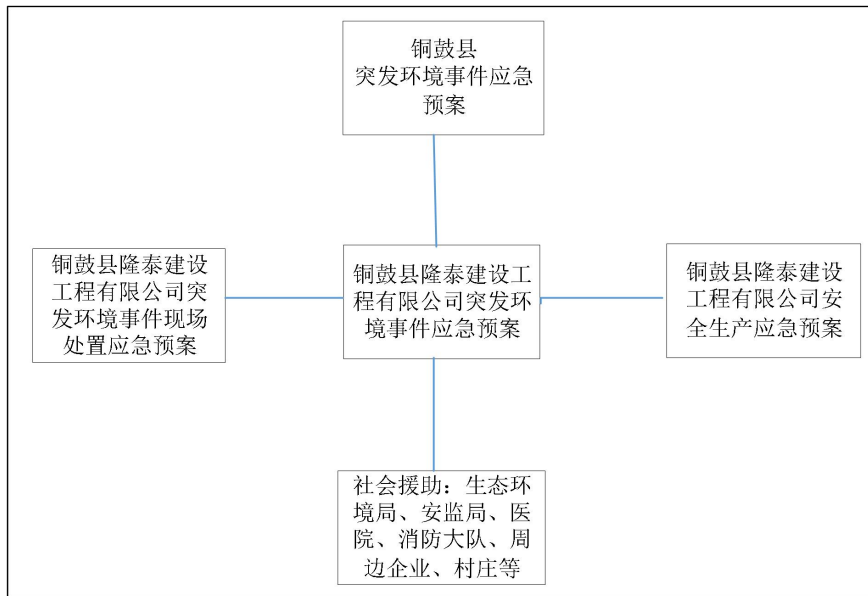 铜鼓县
突发环境事件应急
预案
铜鼓县隆泰建设
工程有限公司突
发环境事件现场
处置应急预案
铜鼓县隆泰建设工
程有限公司突发环
境事件应急预案
铜鼓县隆泰建设
工程有限公司安
全生产应急预案
社会援助：生态环
境局、安监局、医
院、消防大队、周
边企业、村庄等